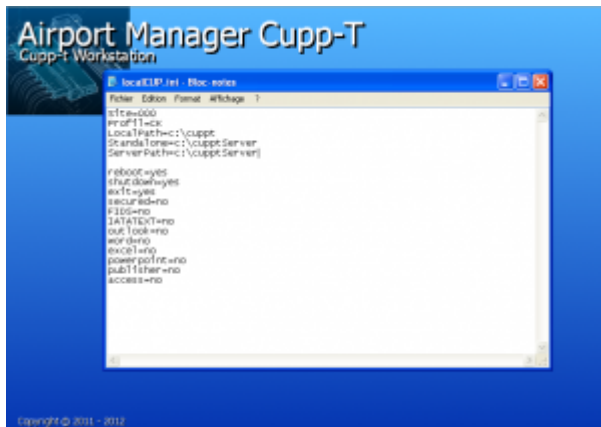 Airport Manager Cupp-T
Cupp-t Workstation
localCUP.ini - Bloc-notes
Fichier Edition Format Affichage ?
site=000
Profil=CK
LocalPath=c:\cuppt
Standalone=c:\cupptServer
ServerPath=c:\cupptServer
reboot=yes
shutdown=yes
exit=yes
secured=no
FIDS=no
IATATEXT=no
outlook=no
word=no
excel=no
powerpoint=no
publisher=no
access=no
Copyright © 2011 - 2012